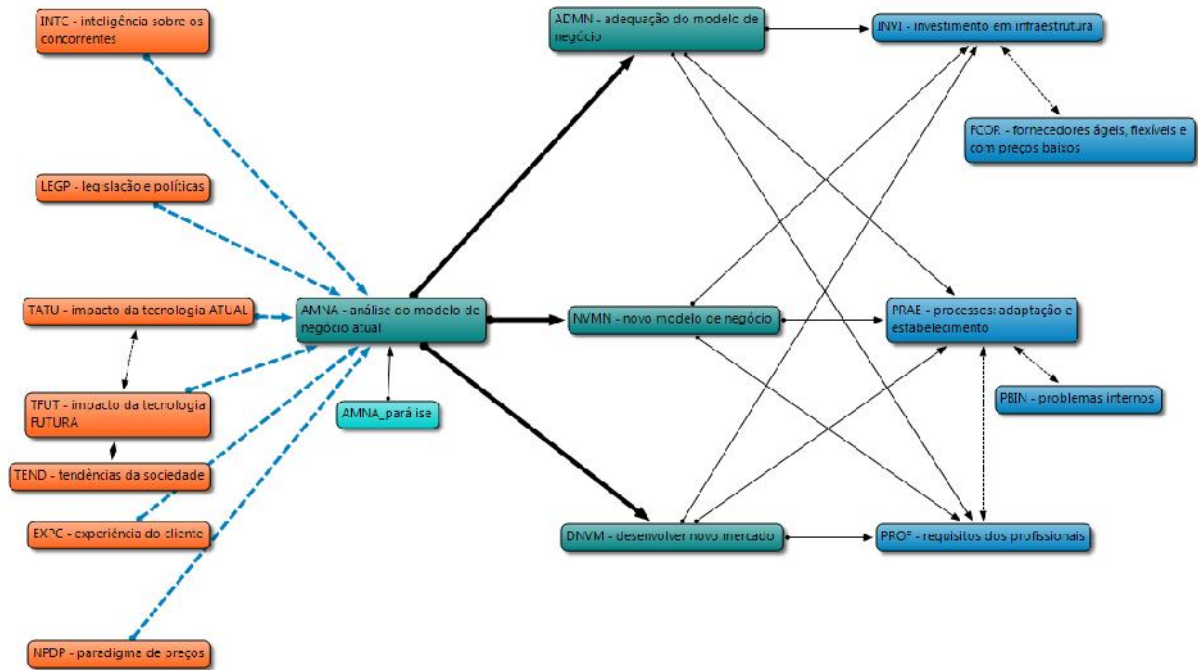 INTC - inteligência sobre os
concorrentes
LEGP - legislação e políticas
TATU - impacto da tecnologia ATUAL
TFUT - impacto da tecnologia
FUTURA
TEND - tendências da sociedade
EXPC - experiência do cliente
NPDP - paradigma de preços
AMNA - análise do modelo de
negócio atual
AMNA_pará ise
ADMN - adequação do modelo de
negócio
NVMN - novo modelo de negócio
DNVM - desenvolver novo mercado
INVI - investimento em infraestrutura
FCOR - fornecedores ágeis, flexíveis e
com preços baixos
PRAE - processos: adaptação e
estabelecimento
PBIN - problemas internos
PROF - requisitos dos profissionais